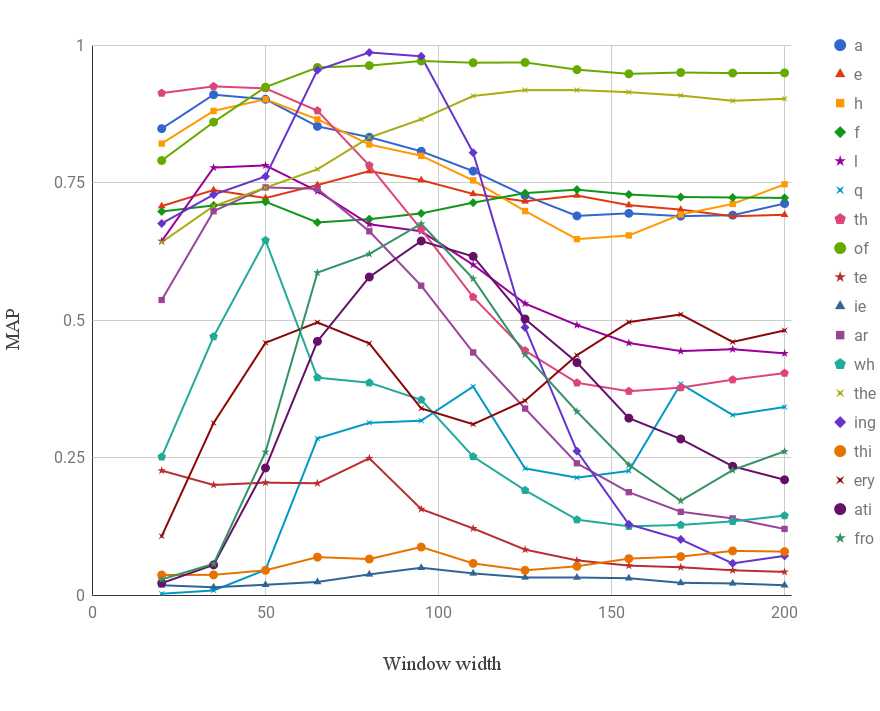 1
0.75
0.5
0.25
0
0 50 100 150 200
MAP
Window width
a
e
h
f
l
q
th
of
te
ie
ar
wh
the
ing
thi
ery
ati
fro